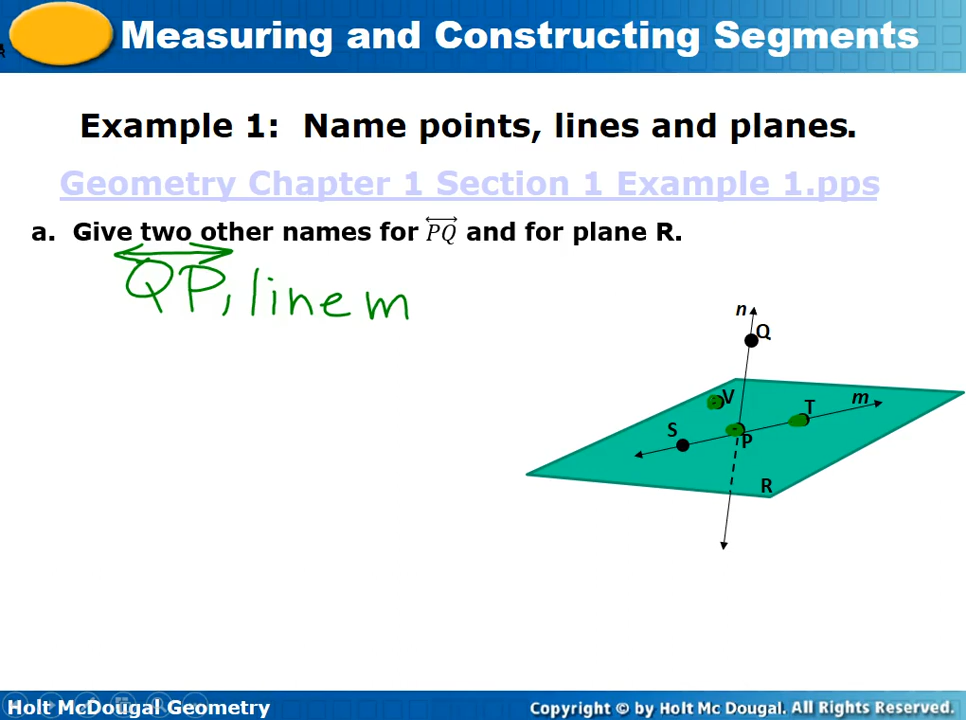 Measuring and Constructing Segments
Example 1: Name points, lines and planes.
Geometry Chapter 1 Section 1 Example 1.pps
a. Give two other names for \overleftrightarrow{PQ} and for plane R.
\overleftrightarrow{QP}, line m
n
Q
V
T
m
S
P
R
Holt McDougal Geometry
Copyright © by Holt Mc Dougal. All Rights Reserved.